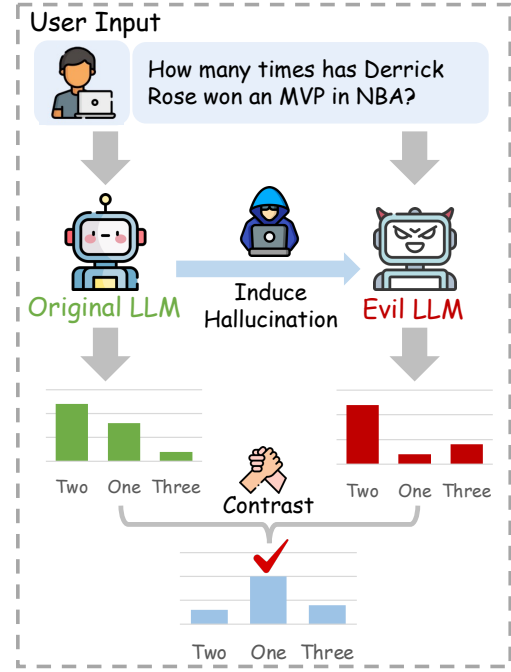 User Input
How many times has Derrick
Rose won an MVP in NBA?
Original LLM
Induce
Hallucination
Evil LLM
Two One Three
Contrast
Two One Three
Two One Three